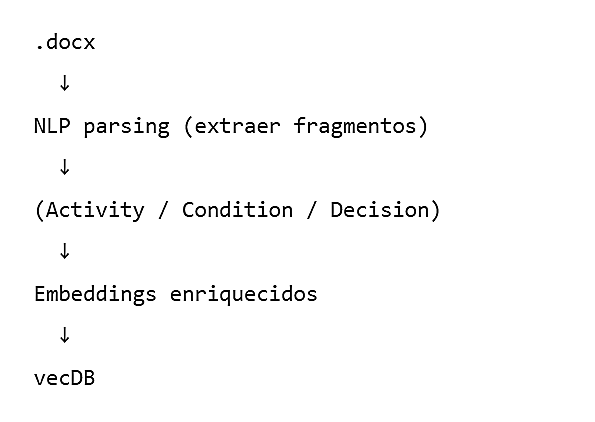 .docx
↓
NLP parsing (extraer fragmentos)
↓
(Activity / Condition / Decision)
↓
Embeddings enriquecidos
↓
vecDB